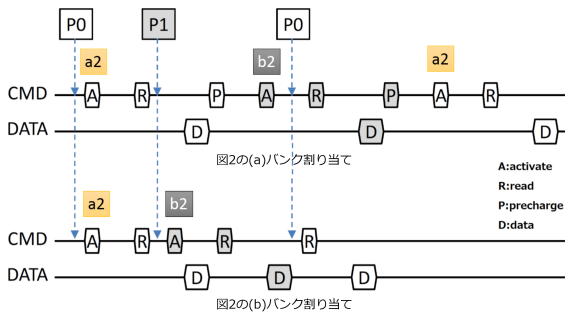 P0 P1 P0
a2 b2 a2
CMD A R P A R P A R
DATA D D D
図2の(a)バンク割り当て
A:activate
R:read
P:precharge
D:data
a2 b2
CMD A R A R R
DATA D D D
図2の(b)バンク割り当て